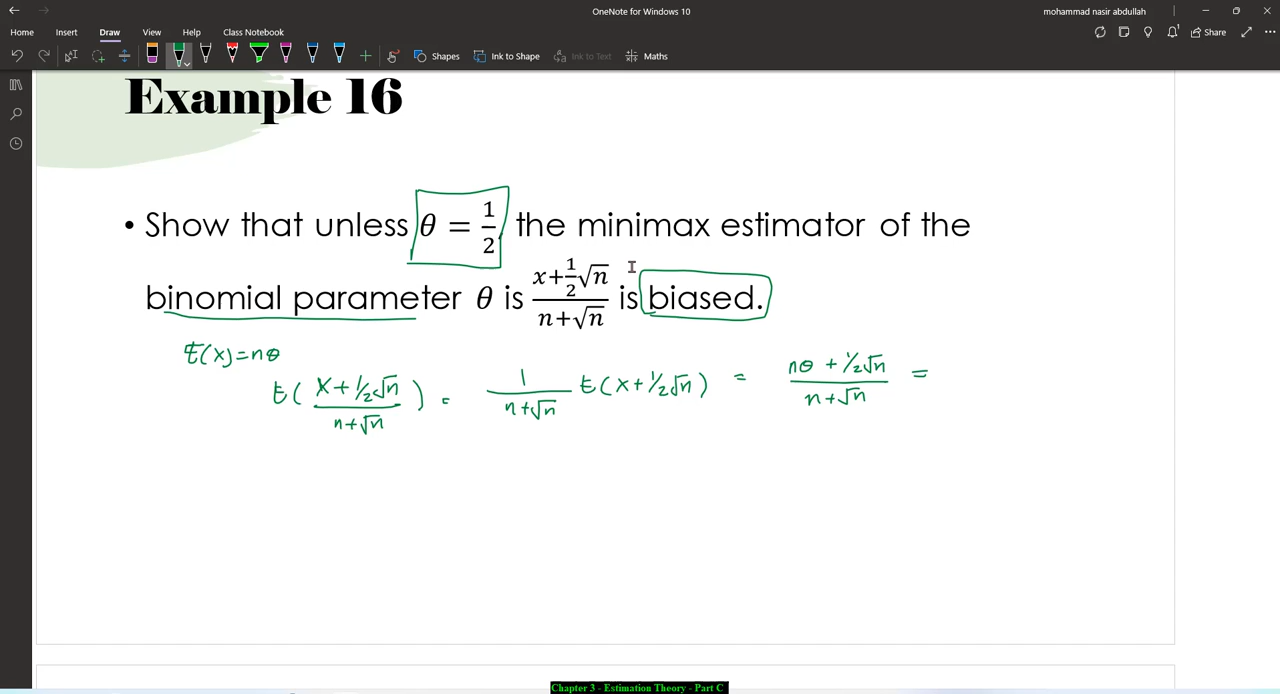 OneNote for Windows 10
mohammad nasir abdullah
Home Insert Draw View Help Class Notebook
Share
Shapes Ink to Shape Ink to Text Maths
Example 16
• Show that unless θ = 1/2 the minimax estimator of the
binomial parameter θ is (x+1/2√n)/(n+√n) is biased.
E(x)=nθ
E( (x+1/2√n)/(n+√n) ) = 1/(n+√n) E(x+1/2√n) = (nθ + 1/2√n)/(n+√n) =
Chapter 3 - Estimation Theory - Part C